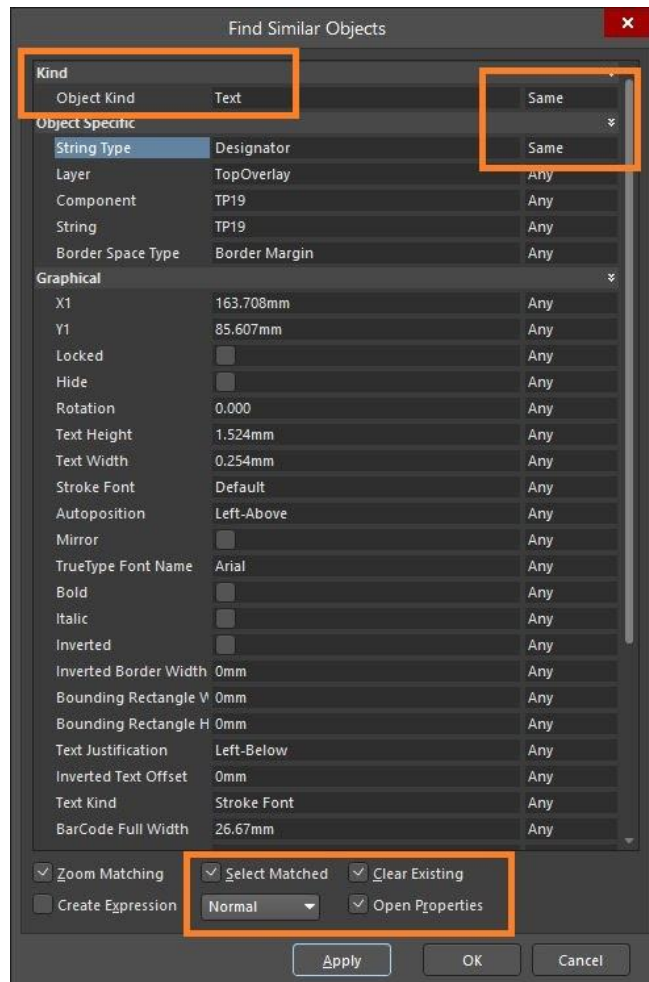 Find Similar Objects
Kind
Object Kind Text Same
Object Specific
String Type Designator Same
Layer TopOverlay Any
Component TP19 Any
String TP19 Any
Border Space Type Border Margin Any
Graphical
X1 163.708mm Any
Y1 85.607mm Any
Locked Any
Hide Any
Rotation 0.000 Any
Text Height 1.524mm Any
Text Width 0.254mm Any
Stroke Font Default Any
Autoposition Left-Above Any
Mirror Any
TrueType Font Name Arial Any
Bold Any
Italic Any
Inverted Any
Inverted Border Width 0mm Any
Bounding Rectangle W 0mm Any
Bounding Rectangle H 0mm Any
Text Justification Left-Below Any
Inverted Text Offset 0mm Any
Text Kind Stroke Font Any
BarCode Full Width 26.67mm Any
Zoom Matching Select Matched Clear Existing
Create Expression Normal Open Properties
Apply OK Cancel